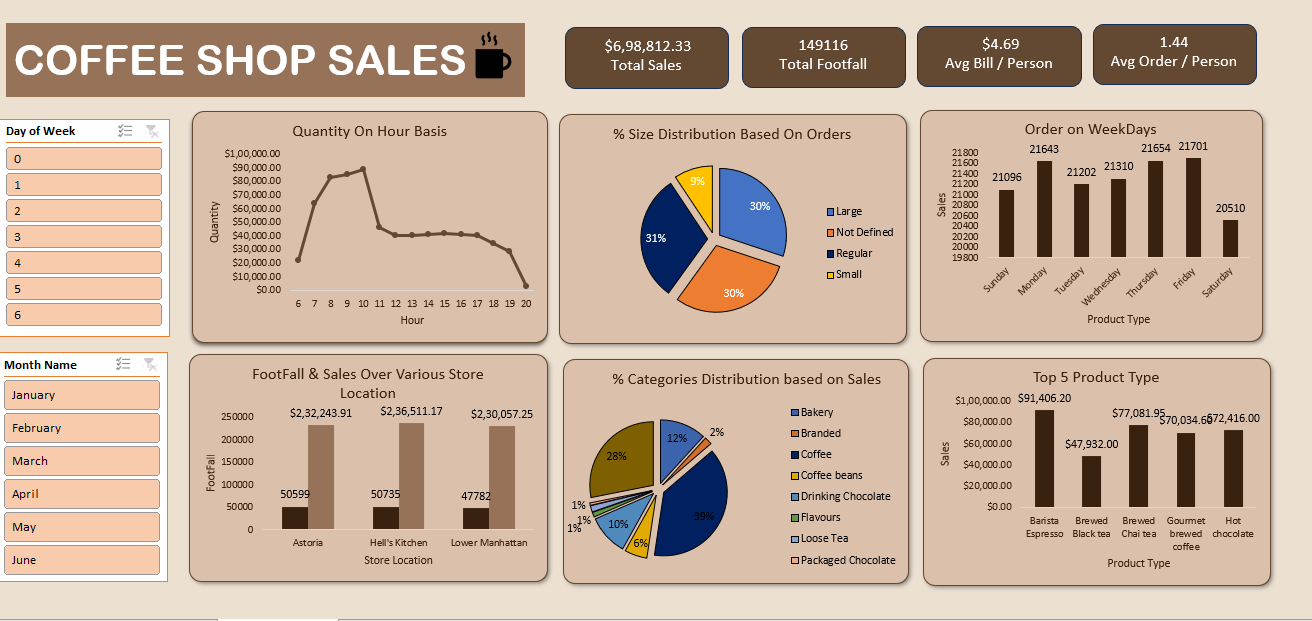 COFFEE SHOP SALES
$6,98,812.33
Total Sales
149116
Total Footfall
$4.69
Avg Bill / Person
1.44
Avg Order / Person
Day of Week
0
1
2
3
4
5
6
Month Name
January
February
March
April
May
June
Quantity On Hour Basis
Quantity
$1,00,000.00
$90,000.00
$80,000.00
$70,000.00
$60,000.00
$50,000.00
$40,000.00
$30,000.00
$20,000.00
$10,000.00
$0.00
6 7 8 9 10 11 12 13 14 15 16 17 18 19 20
Hour
% Size Distribution Based On Orders
9%
30%
31%
30%
Large
Not Defined
Regular
Small
Order on WeekDays
Sales
21800
21600
21400
21200
21000
20800
20600
20400
20200
20000
19800
21096 21643 21202 21310 21654 21701 20510
Sunday Monday Tuesday Wednesday Thursday Friday Saturday
Product Type
FootFall & Sales Over Various Store
Location
FootFall
250000
200000
150000
100000
50000
0
$2,32,243.91 $2,36,511.17 $2,30,057.25
50599 50735 47782
Astoria Hell's Kitchen Lower Manhattan
Store Location
% Categories Distribution based on Sales
12%
2%
28%
39%
1%
1%
1%
10%
6%
Bakery
Branded
Coffee
Coffee beans
Drinking Chocolate
Flavours
Loose Tea
Packaged Chocolate
Top 5 Product Type
Sales
$1,00,000.00
$80,000.00
$60,000.00
$40,000.00
$20,000.00
$0.00
$91,406.20
$47,932.00
$77,081.95
$70,034.60
$72,416.00
Barista Espresso
Brewed Black tea
Brewed Chai tea
Gourmet brewed coffee
Hot chocolate
Product Type